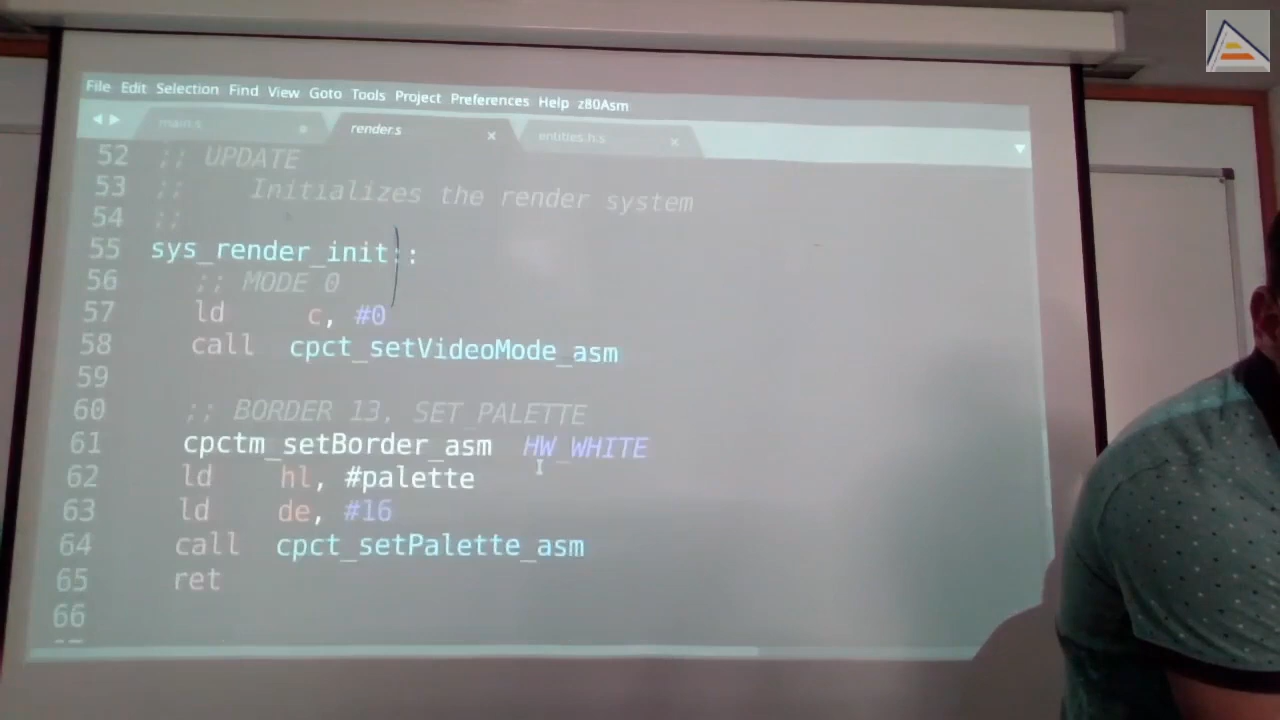 File Edit Selection Find View Goto Tools Project Preferences Help z80Asm
main.s render.s entities.h.s
52 ;; UPDATE
53 ;; Initializes the render system
54 ;;
55 sys_render_init::
56 ;; MODE 0
57 ld c, #0
58 call cpct_setVideoMode_asm
59
60 ;; BORDER 13, SET PALETTE
61 cpctm_setBorder_asm HW_WHITE
62 ld hl, #palette
63 ld de, #16
64 call cpct_setPalette_asm
65 ret
66